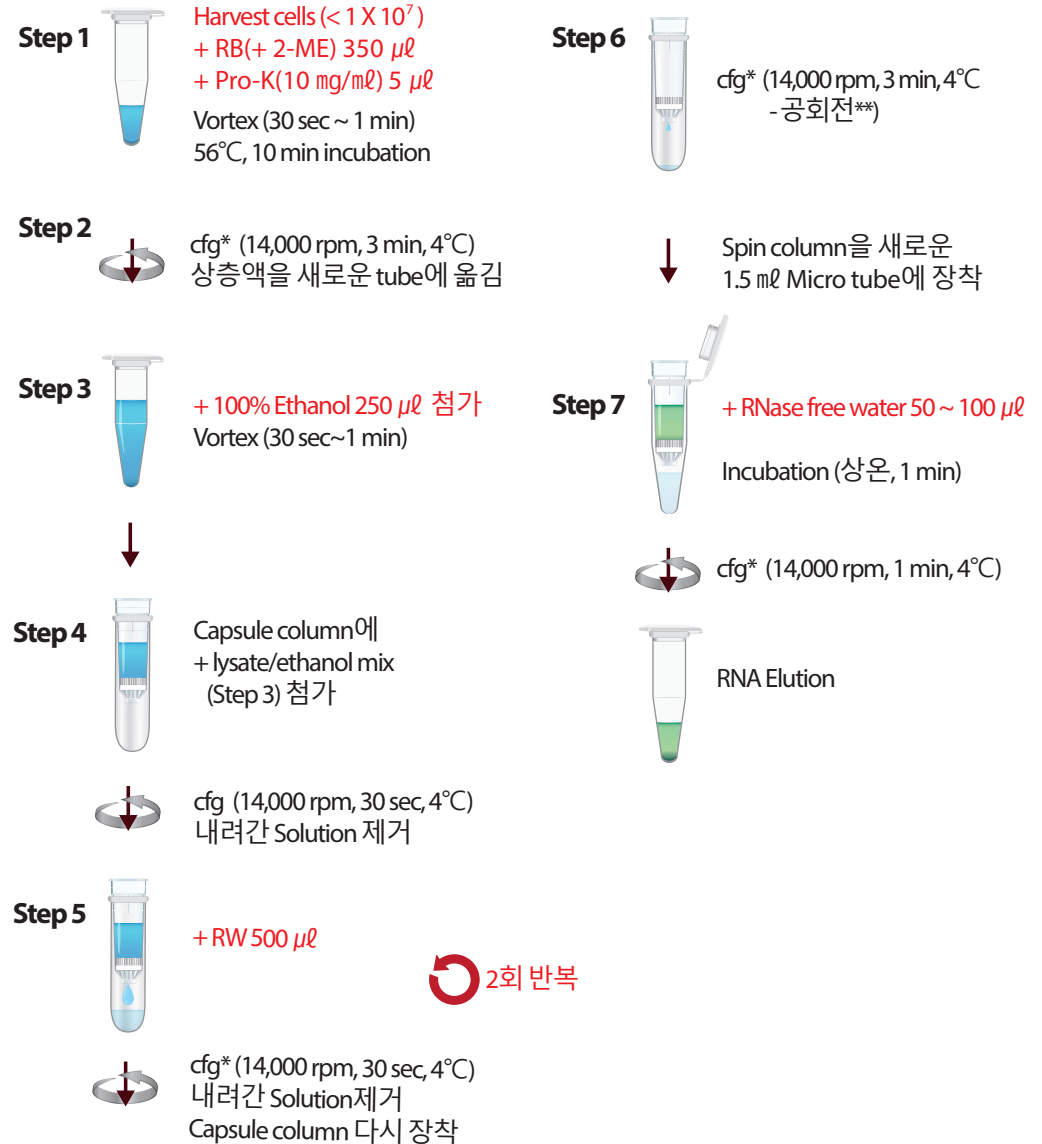 Step 1
Harvest cells (< 1 X 10⁷)
+ RB(+ 2-ME) 350 µℓ
+ Pro-K(10 ㎎/㎖) 5 µℓ
Vortex (30 sec ~ 1 min)
56°C, 10 min incubation
Step 2
cfg* (14,000 rpm, 3 min, 4°C)
상층액을 새로운 tube에 옮김
Step 3
+ 100% Ethanol 250 µℓ 첨가
Vortex (30 sec~1 min)
Step 4
Capsule column에
+ lysate/ethanol mix
(Step 3) 첨가
cfg (14,000 rpm, 30 sec, 4°C)
내려간 Solution 제거
Step 5
+ RW 500 µℓ
2회 반복
cfg* (14,000 rpm, 30 sec, 4°C)
내려간 Solution제거
Capsule column 다시 장착
Step 6
cfg* (14,000 rpm, 3 min, 4°C
- 공회전**)
Spin column을 새로운
1.5 ㎖ Micro tube에 장착
Step 7
+ RNase free water 50 ~ 100 µℓ
Incubation (상온, 1 min)
cfg* (14,000 rpm, 1 min, 4°C)
RNA Elution